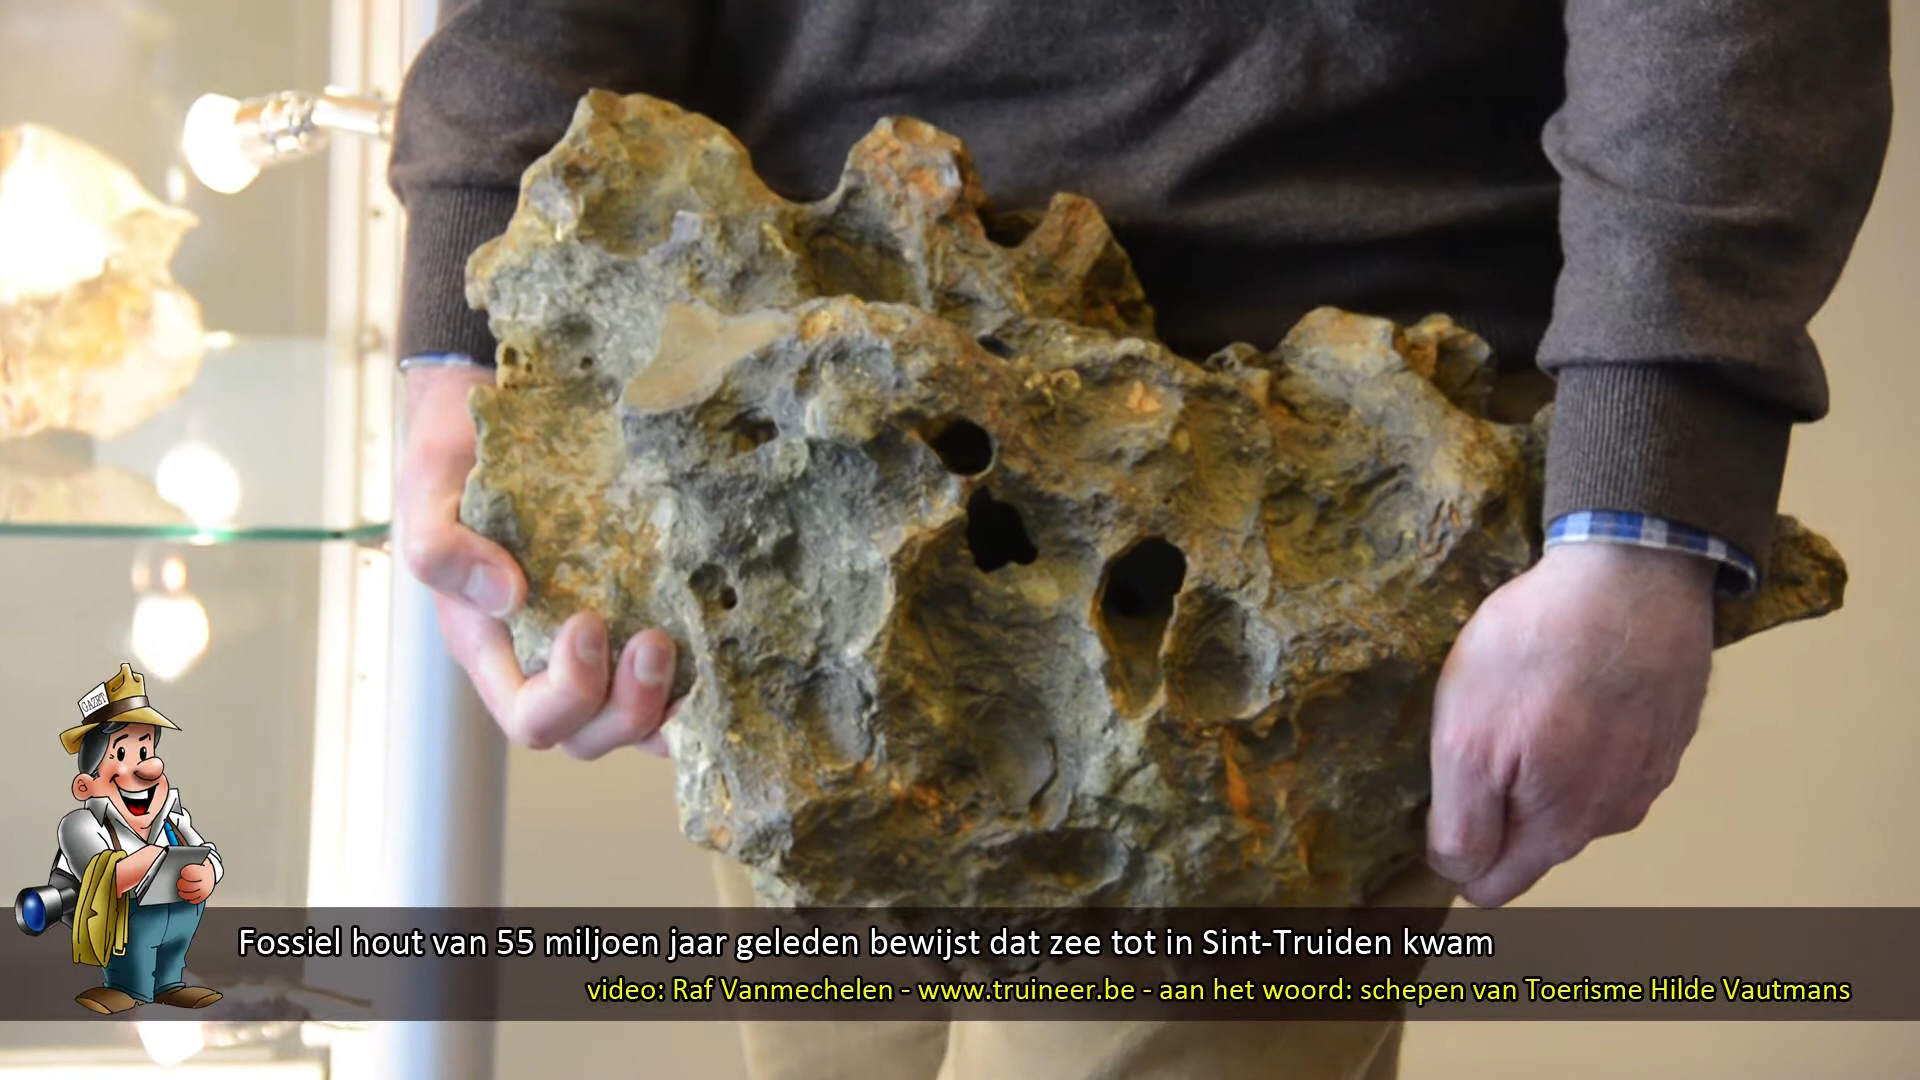 GAZET
Fossiel hout van 55 miljoen jaar geleden bewijst dat zee tot in Sint-Truiden kwam
video: Raf Vanmechelen - www.truineer.be - aan het woord: schepen van Toerisme Hilde Vautmans